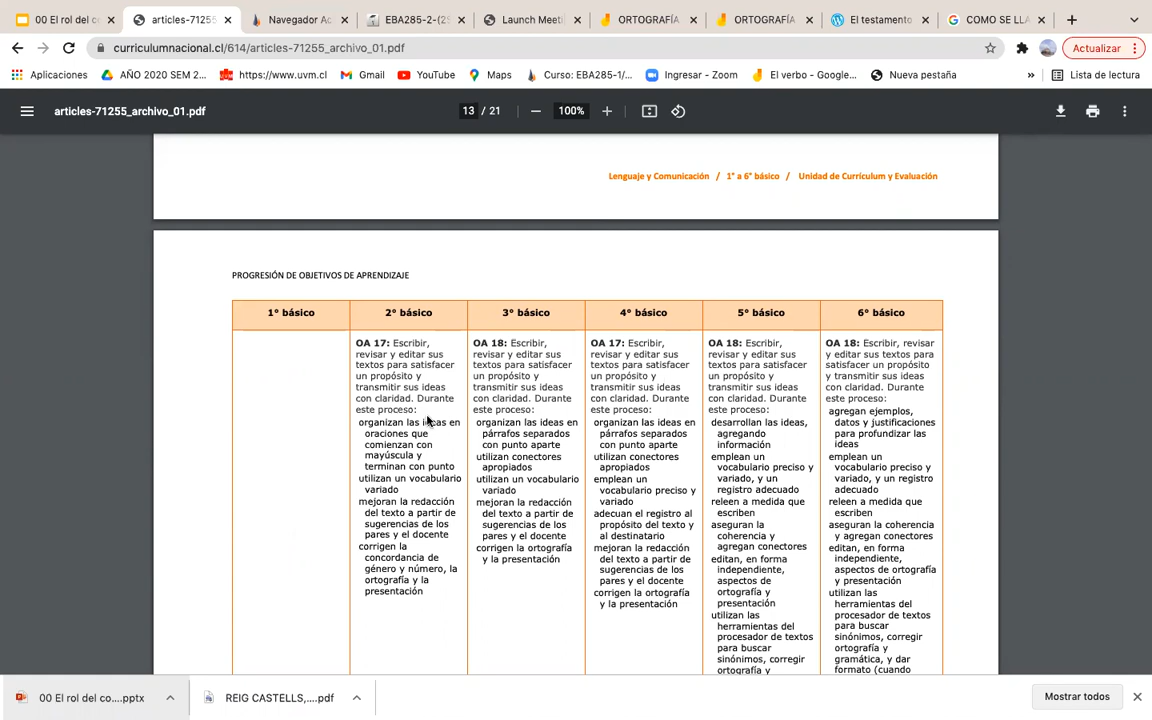 00 El rol del co
articles-71255
Navegador Ac
EBA285-2-(25
Launch Meeti
ORTOGRAFÍA
ORTOGRAFÍA
El testamento
COMO SE LLA
curriculumnacional.cl/614/articles-71255_archivo_01.pdf
Actualizar
Aplicaciones
AÑO 2020 SEM 2...
https://www.uvm.cl
Gmail
YouTube
Maps
Curso: EBA285-1/...
Ingresar - Zoom
El verbo - Google...
Nueva pestaña
»
Lista de lectura
articles-71255_archivo_01.pdf
13 / 21
100%
Lenguaje y Comunicación / 1° a 6° básico / Unidad de Currículum y Evaluación
PROGRESIÓN DE OBJETIVOS DE APRENDIZAJE
1° básico
2° básico
3° básico
4° básico
5° básico
6° básico
OA 17: Escribir,
revisar y editar sus
textos para satisfacer
un propósito y
transmitir sus ideas
con claridad. Durante
este proceso:
organizan las ideas en
oraciones que
comienzan con
mayúscula y
terminan con punto
utilizan un vocabulario
variado
mejoran la redacción
del texto a partir de
sugerencias de los
pares y el docente
corrigen la
concordancia de
género y número, la
ortografía y la
presentación
OA 18: Escribir,
revisar y editar sus
textos para satisfacer
un propósito y
transmitir sus ideas
con claridad. Durante
este proceso:
organizan las ideas en
párrafos separados
con punto aparte
utilizan conectores
apropiados
utilizan un vocabulario
variado
mejoran la redacción
del texto a partir de
sugerencias de los
pares y el docente
corrigen la ortografía
y la presentación
OA 17: Escribir,
revisar y editar sus
textos para satisfacer
un propósito y
transmitir sus ideas
con claridad. Durante
este proceso:
organizan las ideas en
párrafos separados
con punto aparte
utilizan conectores
apropiados
emplean un
vocabulario preciso y
variado
adecuan el registro al
propósito del texto y
al destinatario
mejoran la redacción
del texto a partir de
sugerencias de los
pares y el docente
corrigen la ortografía
y la presentación
OA 18: Escribir,
revisar y editar sus
textos para satisfacer
un propósito y
transmitir sus ideas
con claridad. Durante
este proceso:
desarrollan las ideas,
agregando
información
emplean un
vocabulario preciso y
variado, y un
registro adecuado
releen a medida que
escriben
aseguran la
coherencia y
agregan conectores
editan, en forma
independiente,
aspectos de
ortografía y
presentación
utilizan las
herramientas del
procesador de textos
para buscar
sinónimos, corregir
ortografía y
OA 18: Escribir, revisar
y editar sus textos para
satisfacer un propósito
y transmitir sus ideas
con claridad. Durante
este proceso:
agregan ejemplos,
datos y justificaciones
para profundizar las
ideas
emplean un
vocabulario preciso y
variado, y un registro
adecuado
releen a medida que
escriben
aseguran la coherencia
y agregan conectores
editan, en forma
independiente,
aspectos de ortografía
y presentación
utilizan las
herramientas del
procesador de textos
para buscar
sinónimos, corregir
ortografía y
gramática, y dar
formato (cuando
00 El rol del co....pptx
REIG CASTELLS,....pdf
Mostrar todos